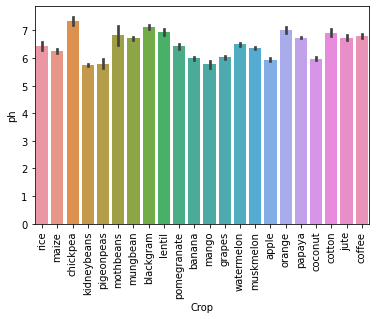 7
6
5
4
3
2
1
0
ph
rice
maize
chickpea
kidneybeans
pigeonpeas
mothbeans
mungbean
blackgram
lentil
pomegranate
banana
mango
grapes
watermelon
muskmelon
apple
orange
papaya
coconut
cotton
jute
coffee
Crop